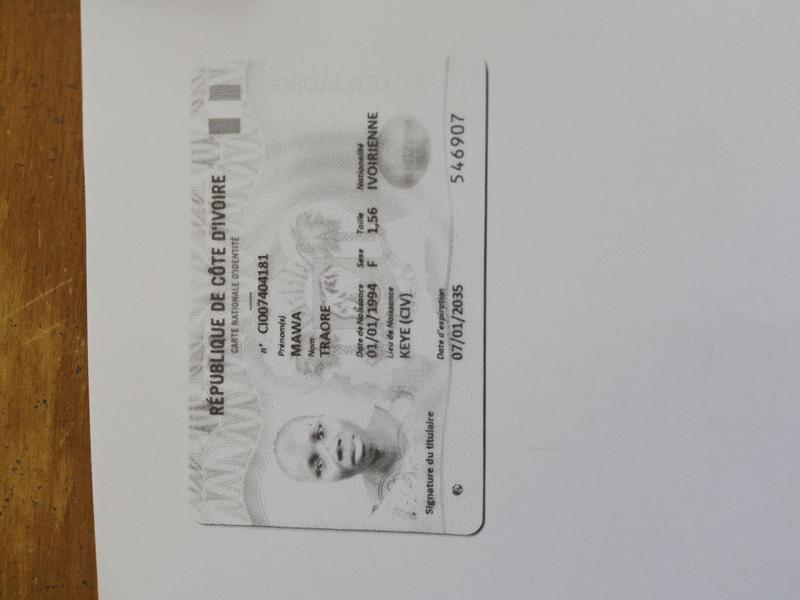 RÉPUBLIQUE DE CÔTE D'IVOIRE
CARTE NATIONALE D'IDENTITÉ
n° CI007404181
Prénom(s)
MAWA
Nom
TRAORE
Date de Naissance Sexe Taille Nationalité
01/01/1994 F 1,56 IVOIRIENNE
Lieu de Naissance
KEYE (CIV)
Signature du titulaire
Date d'expiration
07/01/2035
546907